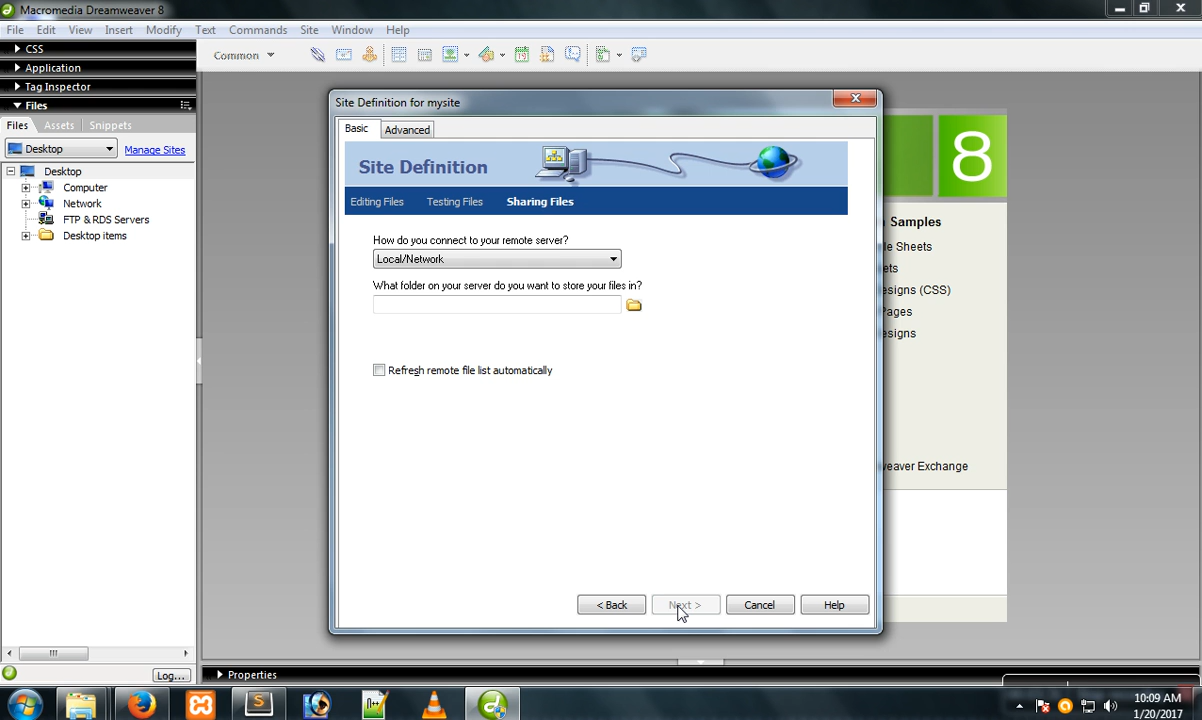 Macromedia Dreamweaver 8
File Edit View Insert Modify Text Commands Site Window Help
CSS
Common
Application
Tag Inspector
Files
Files Assets Snippets
Desktop
Manage Sites
Desktop
Computer
Network
FTP & RDS Servers
Desktop items
Log...
Site Definition for mysite
Basic Advanced
Site Definition
Editing Files Testing Files Sharing Files
How do you connect to your remote server?
Local/Network
What folder on your server do you want to store your files in?
Refresh remote file list automatically
< Back Next > Cancel Help
8
Samples
le Sheets
ets
esigns (CSS)
Pages
esigns
weaver Exchange
Properties
10:09 AM
1/20/2017